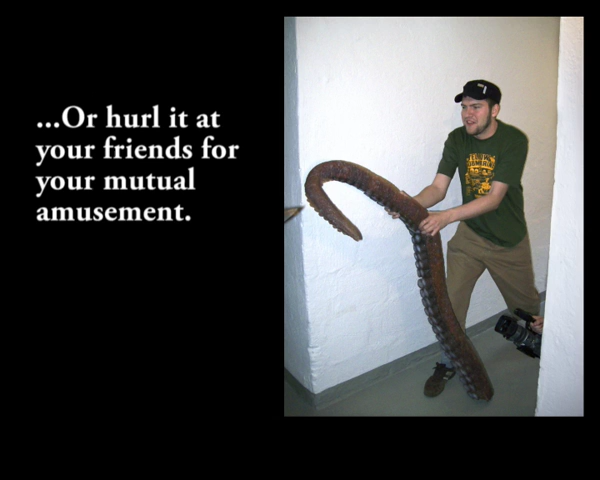 ...Or hurl it at
your friends for
your mutual
amusement.